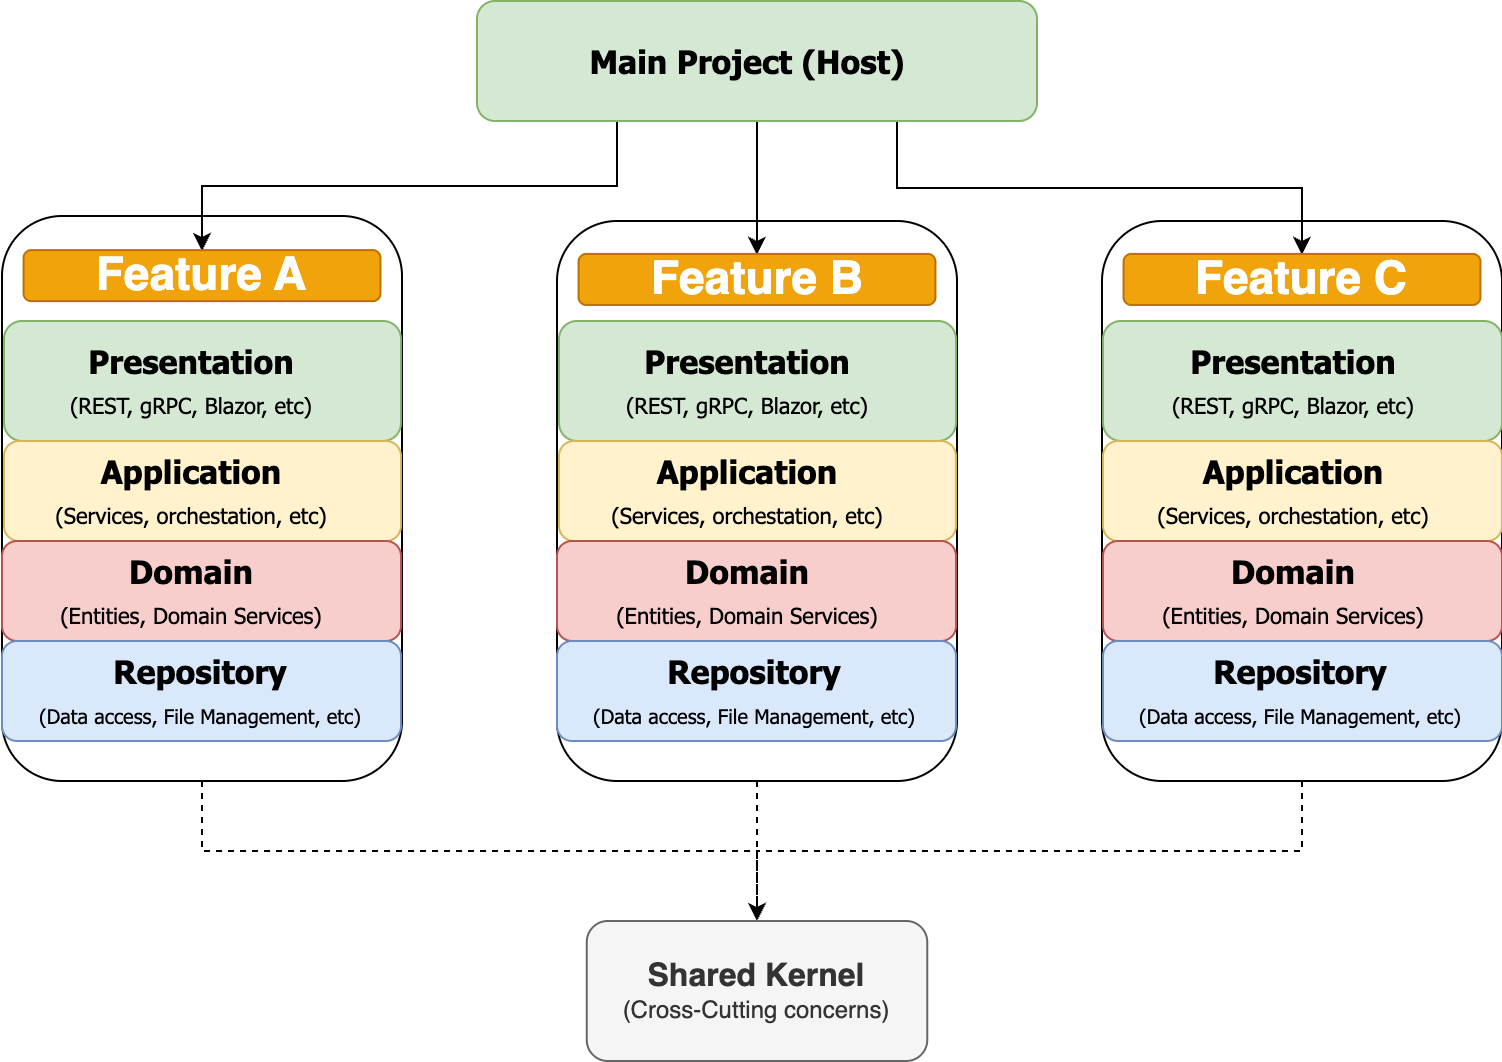 Main Project (Host)
Feature A
Presentation
(REST, gRPC, Blazor, etc)
Application
(Services, orchestation, etc)
Domain
(Entities, Domain Services)
Repository
(Data access, File Management, etc)
Feature B
Presentation
(REST, gRPC, Blazor, etc)
Application
(Services, orchestation, etc)
Domain
(Entities, Domain Services)
Repository
(Data access, File Management, etc)
Feature C
Presentation
(REST, gRPC, Blazor, etc)
Application
(Services, orchestation, etc)
Domain
(Entities, Domain Services)
Repository
(Data access, File Management, etc)
Shared Kernel
(Cross-Cutting concerns)